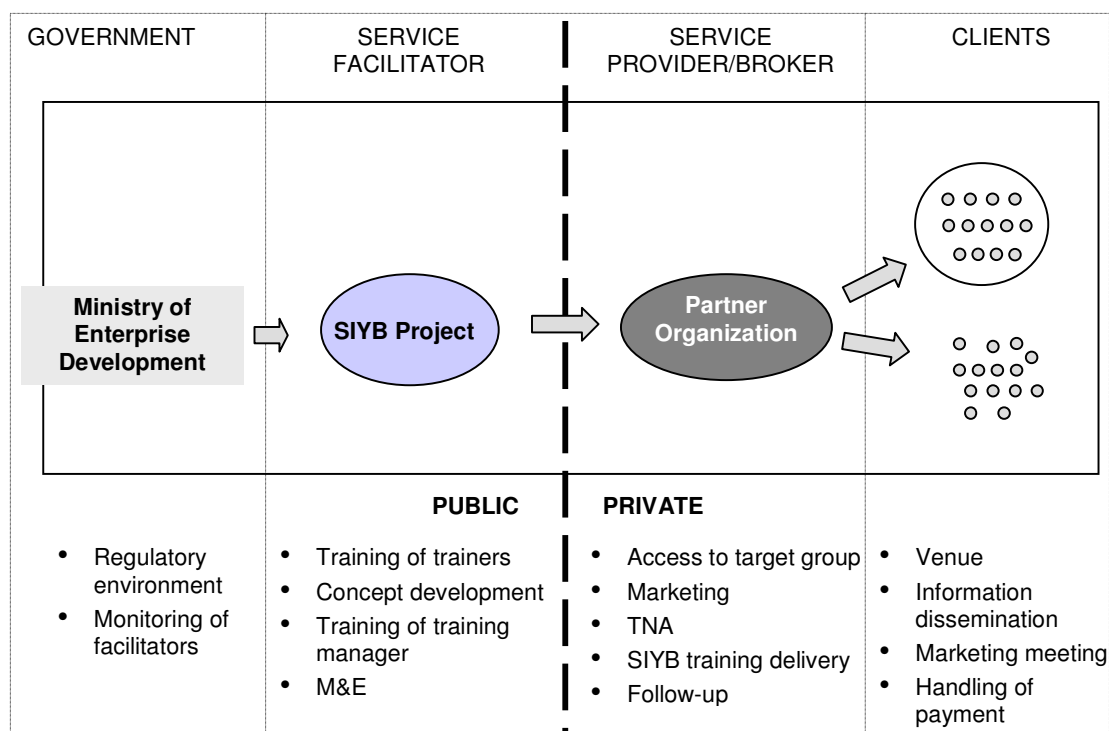 GOVERNMENT
SERVICE
FACILITATOR
SERVICE
PROVIDER/BROKER
CLIENTS
Ministry of
Enterprise
Development
SIYB Project
Partner
Organization
PUBLIC
PRIVATE
• Regulatory
environment
• Monitoring of
facilitators
• Training of trainers
• Concept development
• Training of training
manager
• M&E
• Access to target group
• Marketing
• TNA
• SIYB training delivery
• Follow-up
• Venue
• Information
dissemination
• Marketing meeting
• Handling of
payment